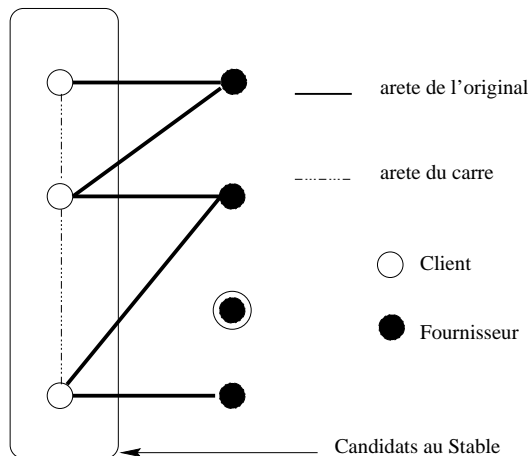 arete de l'original
arete du carre
Client
Fournisseur
Candidats au Stable